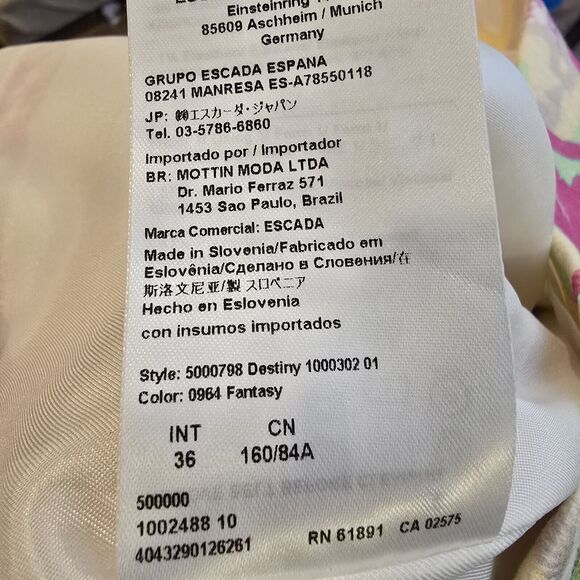 Einsteinring
85609 Aschheim / Munich
Germany
GRUPO ESCADA ESPANA
08241 MANRESA ES-A78550118
JP: ㈱エスカーダ・ジャパン
Tel. 03-5786-6860
Importado por / Importador
BR: MOTTIN MODA LTDA
Dr. Mario Ferraz 571
1453 Sao Paulo, Brazil
Marca Comercial: ESCADA
Made in Slovenia/Fabricado em
Eslovênia/Сделано в Словения/在
斯洛文尼亚/製 スロベニア
Hecho en Eslovenia
con insumos importados
Style: 5000798 Destiny 1000302 01
Color: 0964 Fantasy
INT CN
36 160/84A
500000
1002488 10
4043290126261 RN 61891 CA 02575